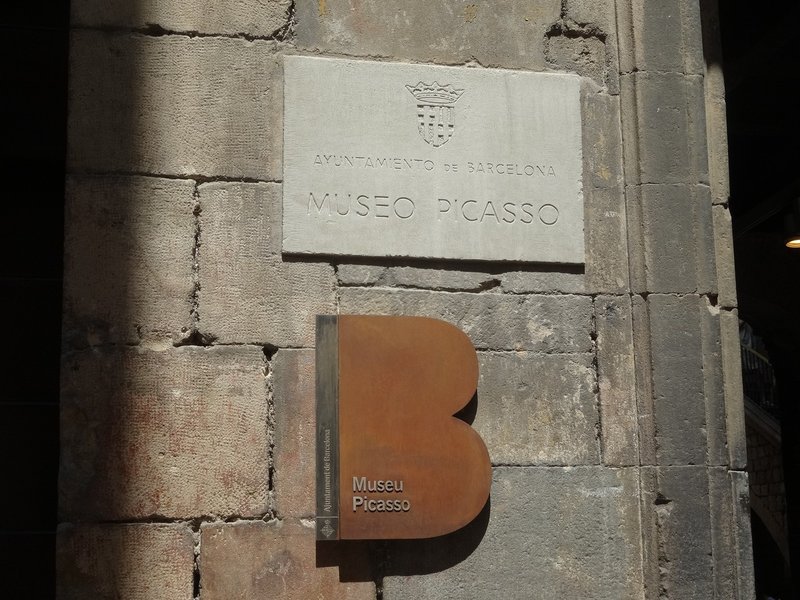 AYUNTAMIENTO DE BARCELONA
MUSEO PICASSO
B
Ajuntament de Barcelona
Museu
Picasso